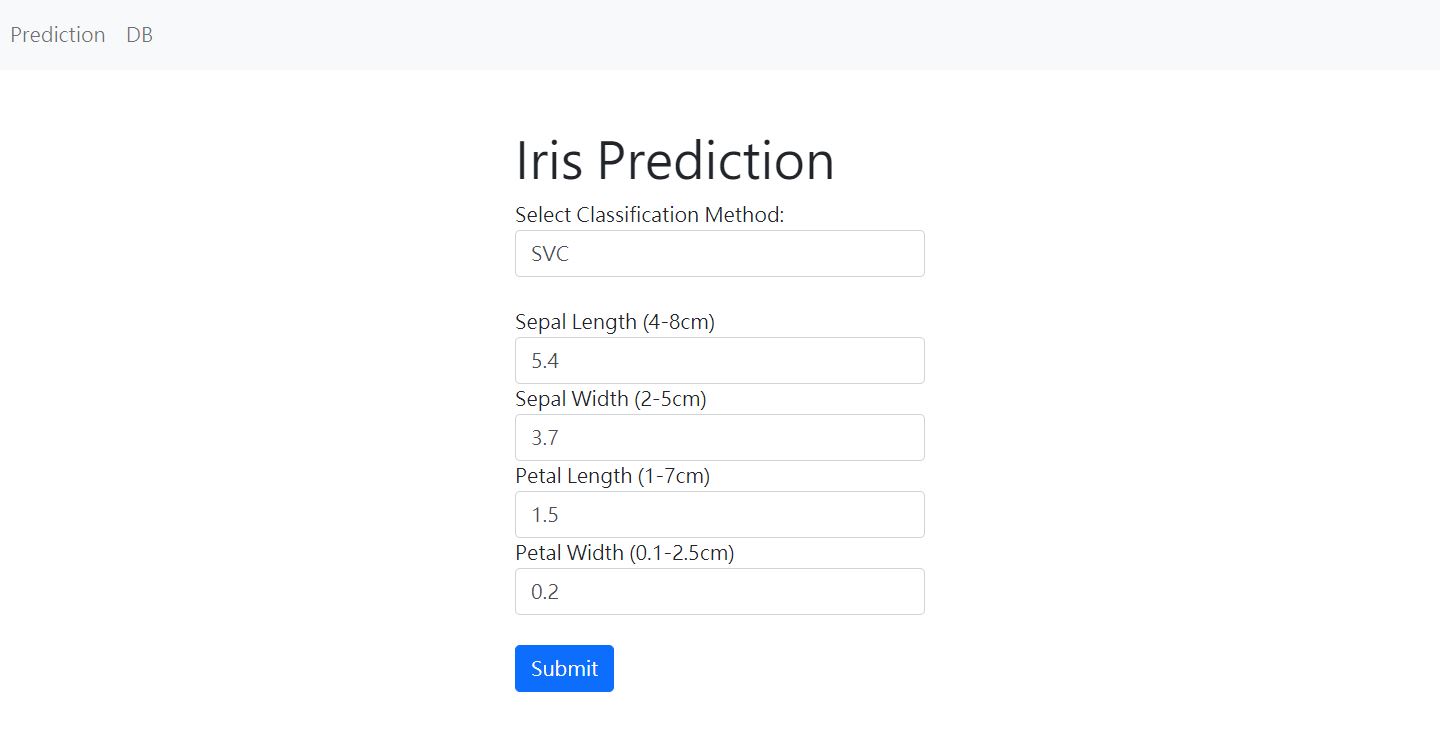 Prediction DB
Iris Prediction
Select Classification Method:
SVC
Sepal Length (4-8cm)
5.4
Sepal Width (2-5cm)
3.7
Petal Length (1-7cm)
1.5
Petal Width (0.1-2.5cm)
0.2
Submit